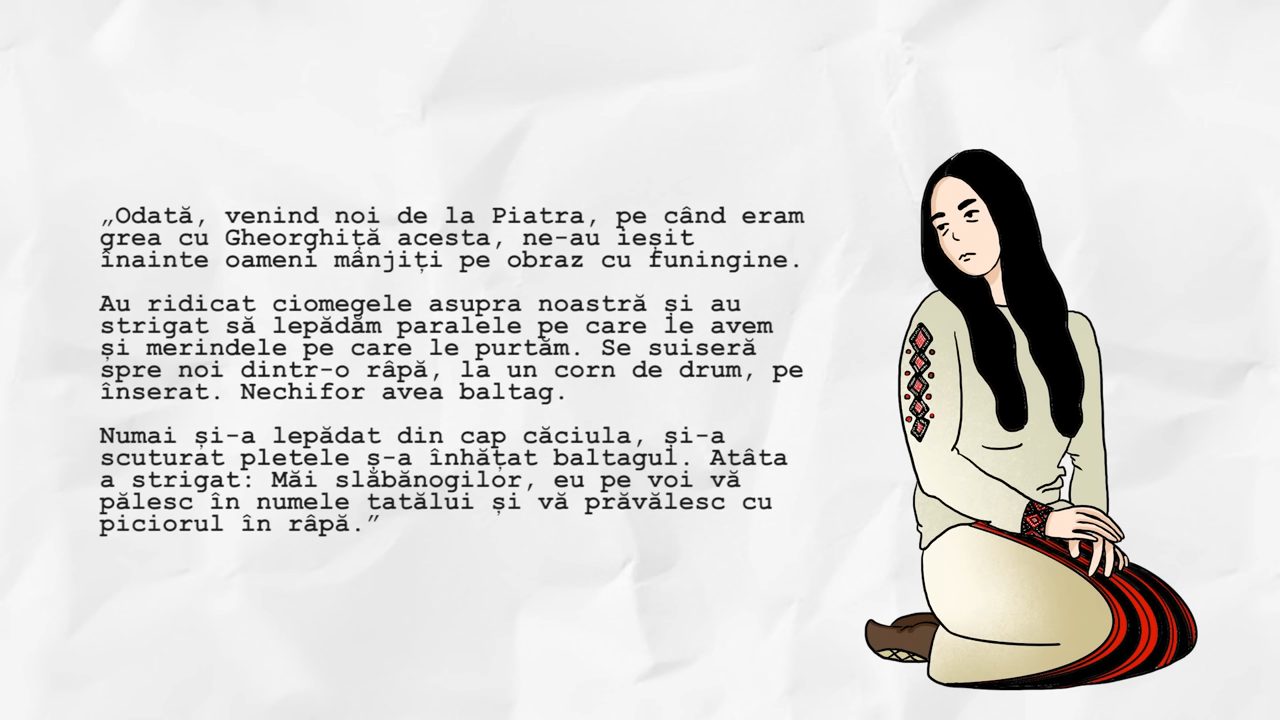 „Odată, venind noi de la Piatra, pe când eram
grea cu Gheorghiță acesta, ne-au ieșit
înainte oameni mânjiți pe obraz cu funingine.
Au ridicat ciomegele asupra noastră și au
strigat să lepădăm paralele pe care le avem
și merindele pe care le purtăm. Se suiseră
spre noi dintr-o râpă, la un corn de drum, pe
înserat. Nechifor avea baltag.
Numai și-a lepădat din cap căciula, și-a
scuturat pletele ș-a înhățat baltagul. Atâta
a strigat: Măi slăbănogilor, eu pe voi vă
pălesc în numele tatălui și vă prăvălesc cu
piciorul în râpă.”